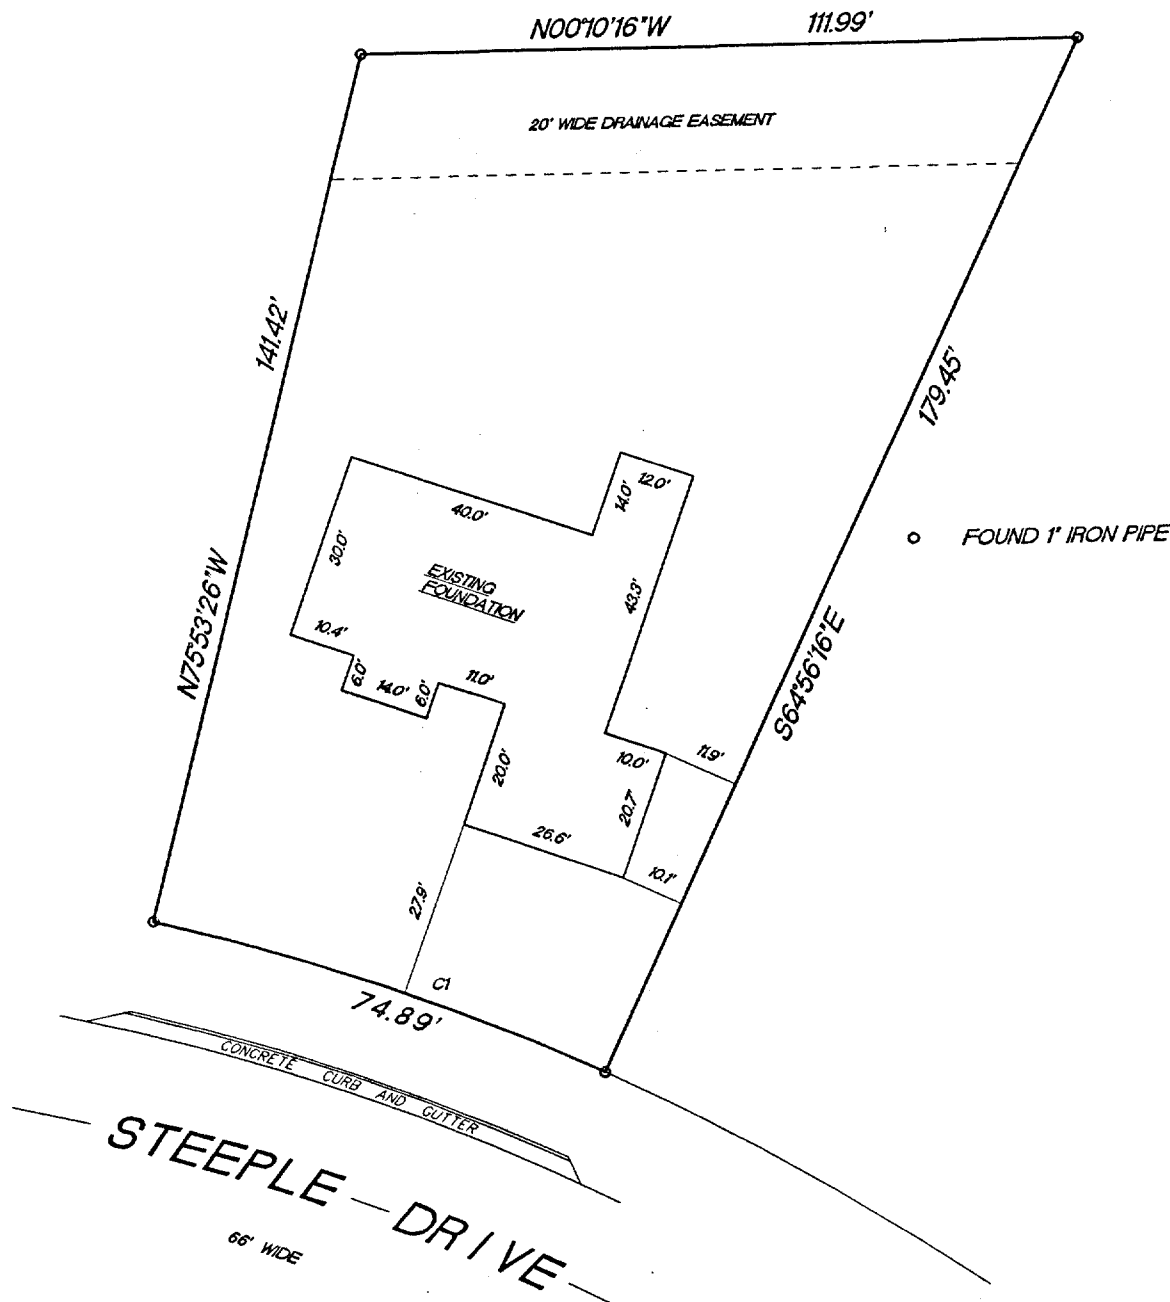 N00°10'16"W 111.99'
20' WIDE DRAINAGE EASEMENT
141.42'
179.45'
12.0'
14.0'
40.0'
FOUND 1" IRON PIPE
30.0'
EXISTING
FOUNDATION
43.3'
N75°53'26"W
10.4'
S64°56'16"E
6.0'
14.0'
6.0'
11.0'
11.9'
10.0'
20.0'
20.7'
26.6'
10.1'
27.9'
C1
74.89'
CONCRETE CURB AND GUTTER
STEEPLE DRIVE
66' WIDE